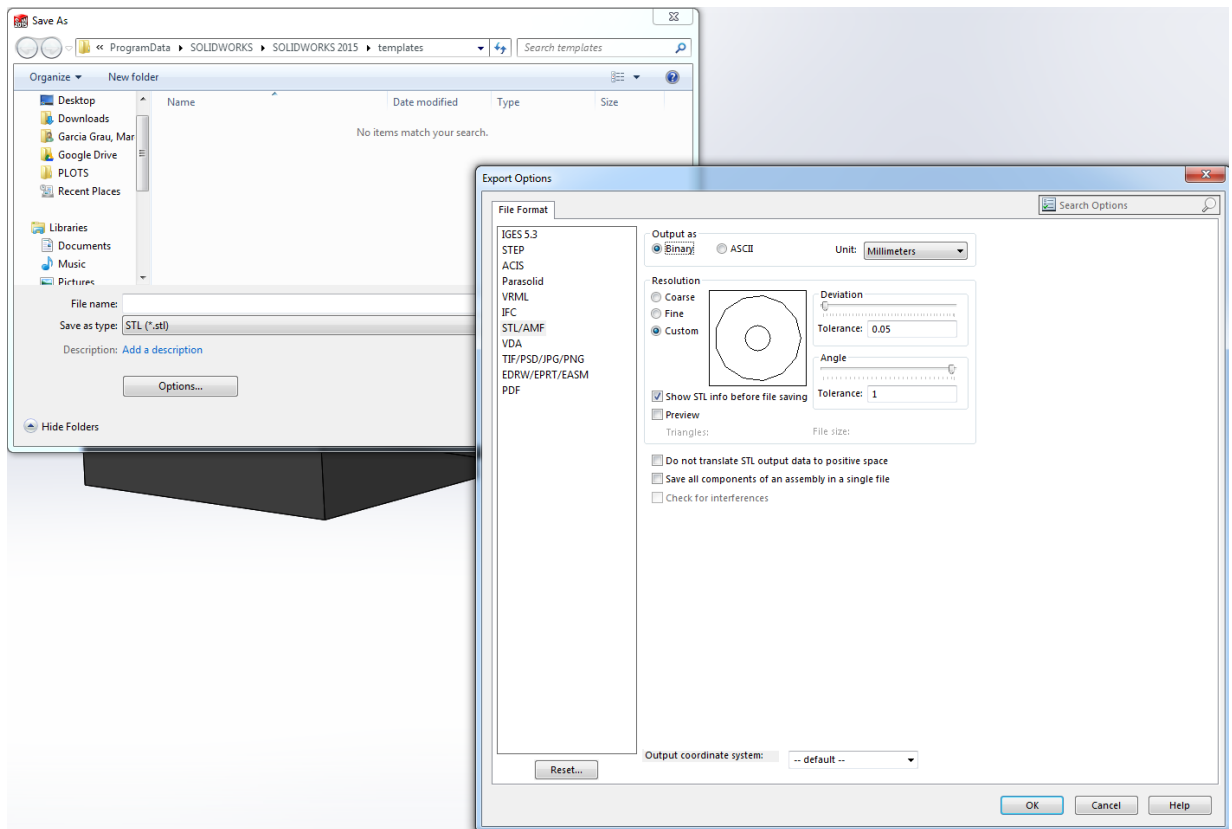 Save As
« ProgramData ▸ SOLIDWORKS ▸ SOLIDWORKS 2015 ▸ templates
Search templates
Organize
New folder
Desktop
Downloads
Garcia Grau, Mar
Google Drive
PLOTS
Recent Places
Libraries
Documents
Music
Pictures
Name
Date modified
Type
Size
No items match your search.
File name:
Save as type: STL (*.stl)
Description: Add a description
Options...
Hide Folders
Export Options
File Format
Search Options
IGES 5.3
STEP
ACIS
Parasolid
VRML
IFC
STL/AMF
VDA
TIF/PSD/JPG/PNG
EDRW/EPRT/EASM
PDF
Reset...
Output as
Binary
ASCII
Unit: Millimeters
Resolution
Coarse
Fine
Custom
Deviation
Tolerance: 0.05
Angle
Tolerance: 1
Show STL info before file saving
Preview
Triangles:
File size:
Do not translate STL output data to positive space
Save all components of an assembly in a single file
Check for interferences
Output coordinate system: -- default --
OK
Cancel
Help